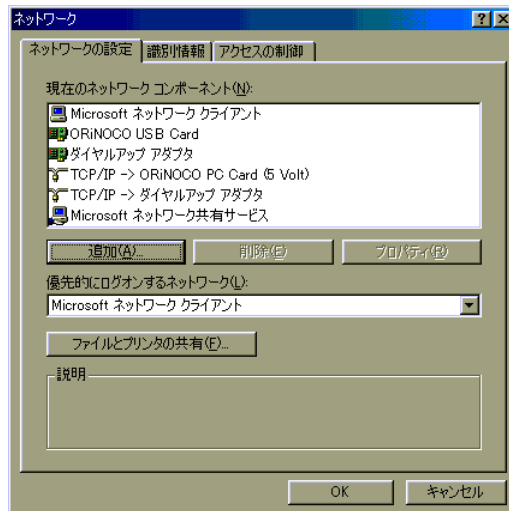 ネットワーク
ネットワークの設定 識別情報 アクセスの制御
現在のネットワーク コンポーネント(N):
Microsoft ネットワーク クライアント
ORiNOCO USB Card
ダイヤルアップ アダプタ
TCP/IP -> ORiNOCO PC Card (5 Volt)
TCP/IP -> ダイヤルアップ アダプタ
Microsoft ネットワーク共有サービス
追加(A)... 削除(E) プロパティ(R)
優先的にログオンするネットワーク(L):
Microsoft ネットワーク クライアント
ファイルとプリンタの共有(F)...
説明
OK キャンセル